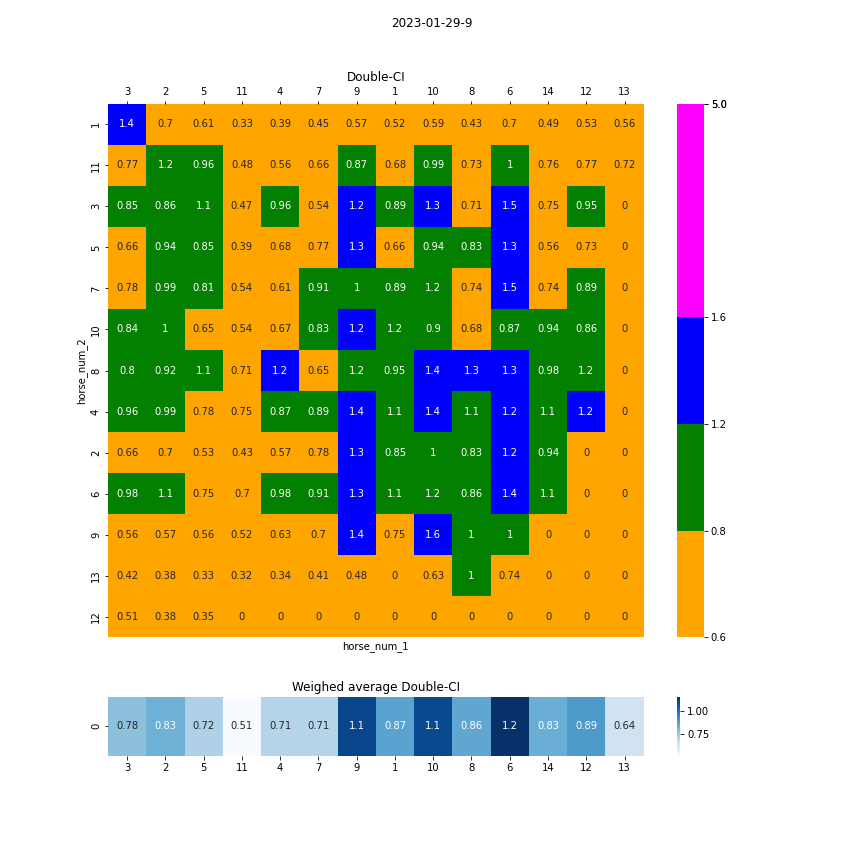 2023-01-29-9
Double-CI
3 2 5 11 4 7 9 1 10 8 6 14 12 13
1 1.4 0.7 0.61 0.33 0.39 0.45 0.57 0.52 0.59 0.43 0.7 0.49 0.53 0.56
11 0.77 1.2 0.96 0.48 0.56 0.66 0.87 0.68 0.99 0.73 1 0.76 0.77 0.72
3 0.85 0.86 1.1 0.47 0.96 0.54 1.2 0.89 1.3 0.71 1.5 0.75 0.95 0
5 0.66 0.94 0.85 0.39 0.68 0.77 1.3 0.66 0.94 0.83 1.3 0.56 0.73 0
7 0.78 0.99 0.81 0.54 0.61 0.91 1 0.89 1.2 0.74 1.5 0.74 0.89 0
10 0.84 1 0.65 0.54 0.67 0.83 1.2 1.2 0.9 0.68 0.87 0.94 0.86 0
8 0.8 0.92 1.1 0.71 1.2 0.65 1.2 0.95 1.4 1.3 1.3 0.98 1.2 0
4 0.96 0.99 0.78 0.75 0.87 0.89 1.4 1.1 1.4 1.1 1.2 1.1 1.2 0
2 0.66 0.7 0.53 0.43 0.57 0.78 1.3 0.85 1 0.83 1.2 0.94 0 0
6 0.98 1.1 0.75 0.7 0.98 0.91 1.3 1.1 1.2 0.86 1.4 1.1 0 0
9 0.56 0.57 0.56 0.52 0.63 0.7 1.4 0.75 1.6 1 1 0 0 0
13 0.42 0.38 0.33 0.32 0.34 0.41 0.48 0 0.63 1 0.74 0 0 0
12 0.51 0.38 0.35 0 0 0 0 0 0 0 0 0 0 0
horse_num_2
horse_num_1
5.0
1.6
1.2
0.8
0.6
Weighed average Double-CI
0 0.78 0.83 0.72 0.51 0.71 0.71 1.1 0.87 1.1 0.86 1.2 0.83 0.89 0.64
3 2 5 11 4 7 9 1 10 8 6 14 12 13
1.00
0.75